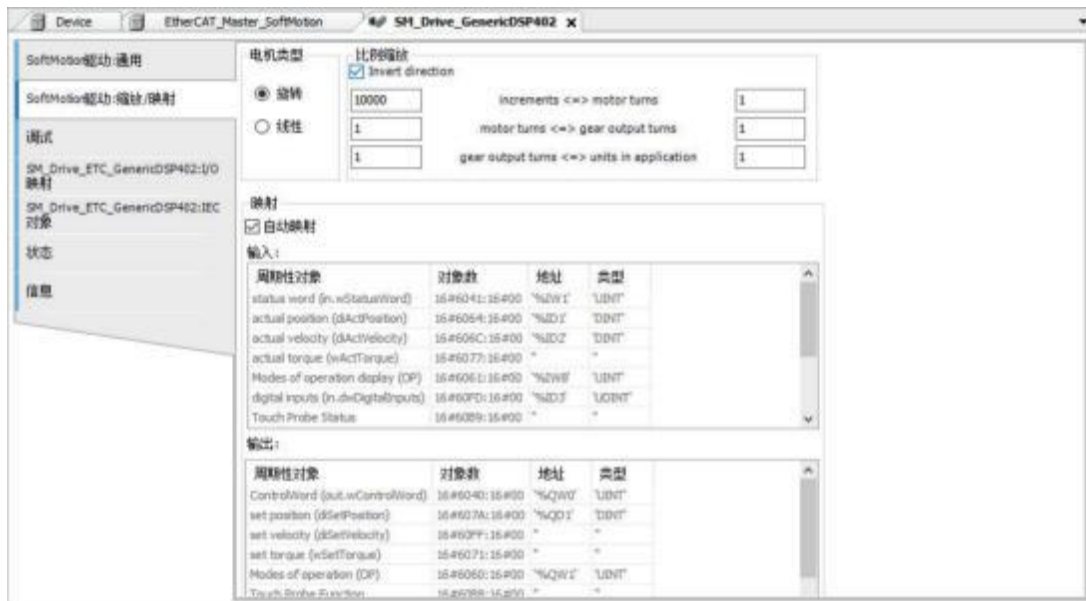 Device EtherCAT_Master_SoftMotion SM_Drive_GenericDSP402 x
SoftMotion驱动:通用
SoftMotion驱动:缩放/映射
调试
SM_Drive_ETC_GenericDSP402:I/O
映射
SM_Drive_ETC_GenericDSP402:IEC
对象
状态
信息
电机类型
旋转
线性
比例缩放
Invert direction
10000 increments <=> motor turns 1
1 motor turns <=> gear output turns 1
1 gear output turns <=> units in application 1
映射
自动映射
输入:
周期性对象 对象数 地址 类型
status word (in.wStatusWord) 16#6041:16#00 '%IW1' 'UINT'
actual position (diActPosition) 16#6064:16#00 '%ID1' 'DINT'
actual velocity (diActVelocity) 16#606C:16#00 '%ID2' 'DINT'
actual torque (wActTorque) 16#6077:16#00 '' ''
Modes of operation display (OP) 16#6061:16#00 '%IW8' 'UINT'
digital inputs (in.dwDigitalInputs) 16#60FD:16#00 '%ID3' 'UDINT'
Touch Probe Status 16#60B9:16#00 '' ''
输出:
周期性对象 对象数 地址 类型
ControlWord (out.wControlWord) 16#6040:16#00 '%QW0' 'UINT'
set position (diSetPosition) 16#607A:16#00 '%QD1' 'DINT'
set velocity (diSetVelocity) 16#60FF:16#00 '' ''
set torque (wSetTorque) 16#6071:16#00 '' ''
Modes of operation (OP) 16#6060:16#00 '%QW1' 'UINT'
Touch Probe Function 16#60B8:16#00 '' ''